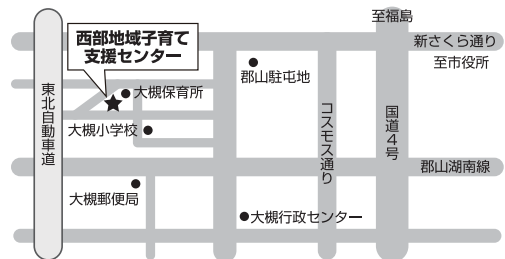 至福島
新さくら通り
至市役所
西部地域子育て
支援センター
郡山駐屯地
大槻保育所
東北自動車道
大槻小学校
コスモス通り
国道4号
郡山湖南線
大槻郵便局
大槻行政センター